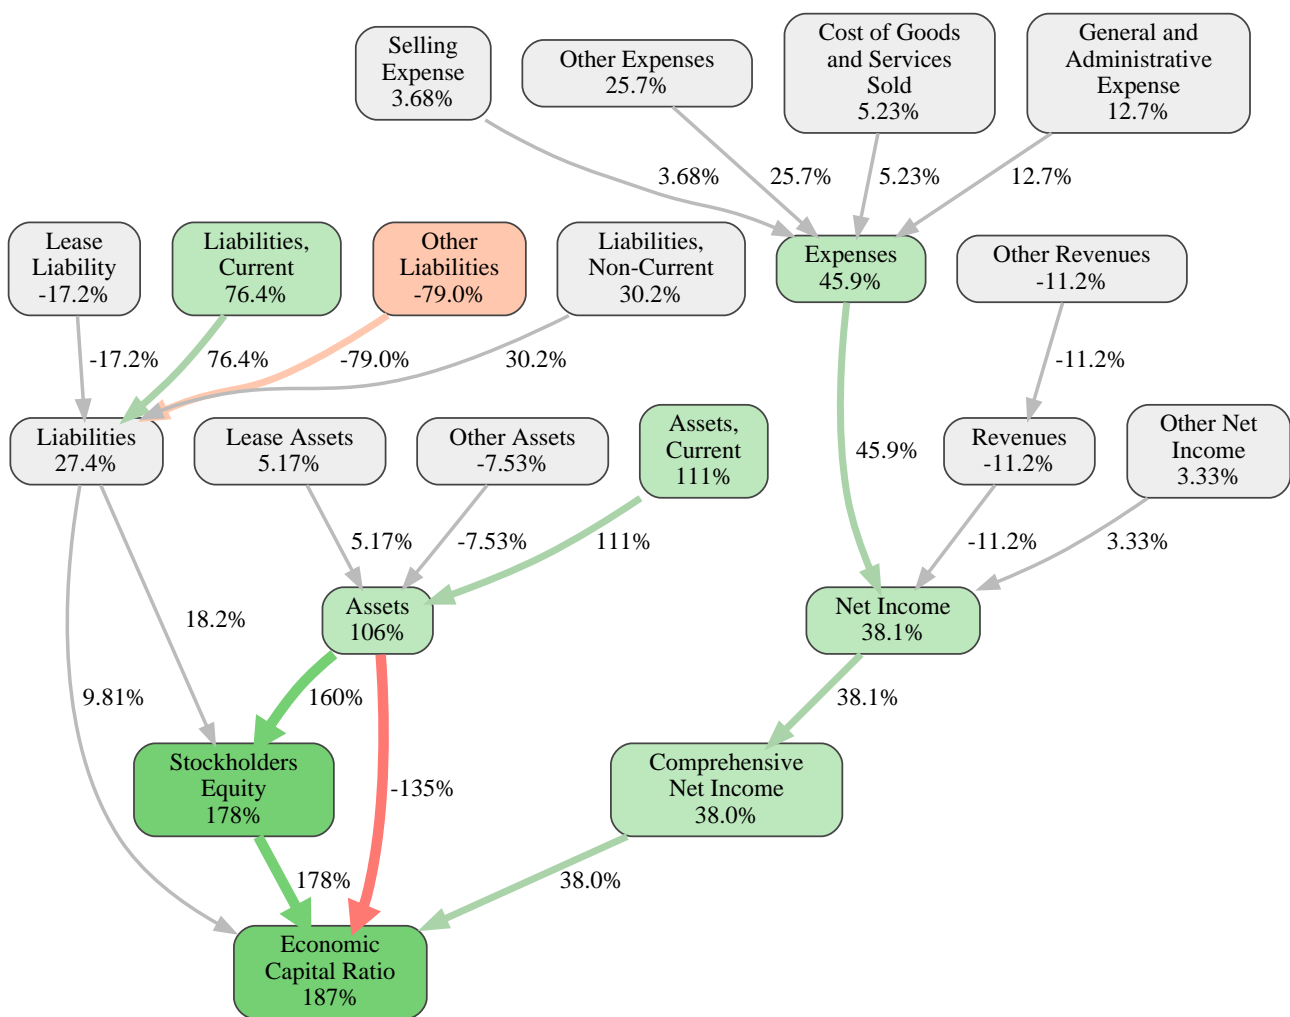 Selling
Expense
3.68%
Other Expenses
25.7%
Cost of Goods
and Services
Sold
5.23%
General and
Administrative
Expense
12.7%
3.68%
25.7%
5.23%
12.7%
Lease
Liability
-17.2%
Liabilities,
Current
76.4%
Other
Liabilities
-79.0%
Liabilities,
Non-Current
30.2%
Expenses
45.9%
Other Revenues
-11.2%
-17.2%
76.4%
-79.0%
30.2%
-11.2%
Liabilities
27.4%
Lease Assets
5.17%
Other Assets
-7.53%
Assets,
Current
111%
45.9%
Revenues
-11.2%
Other Net
Income
3.33%
5.17%
-7.53%
111%
-11.2%
3.33%
18.2%
Assets
106%
Net Income
38.1%
9.81%
160%
38.1%
Stockholders
Equity
178%
-135%
Comprehensive
Net Income
38.0%
178%
38.0%
Economic
Capital Ratio
187%